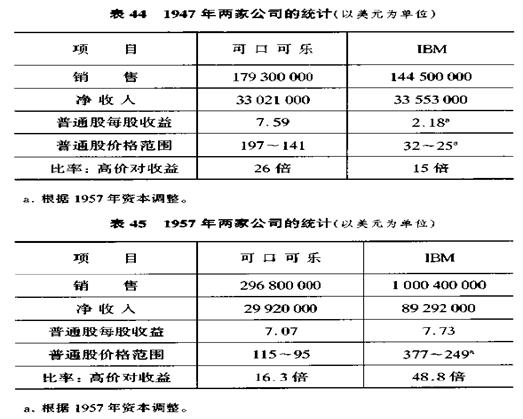 表 44 1947 年两家公司的统计(以美元为单位)
项 目 可口可乐 IBM
销 售 179 300 000 144 500 000
净收入 33 021 000 33 553 000
普通股每股收益 7.59 2.18ᵃ
普通股价格范围 197～141 32～25ᵃ
比率：高价对收益 26 倍 15 倍
a. 根据 1957 年资本调整。
表 45 1957 年两家公司的统计(以美元为单位)
项 目 可口可乐 IBM
销 售 296 800 000 1 000 400 000
净收入 29 920 000 89 292 000
普通股每股收益 7.07 7.73
普通股价格范围 115～95 377～249ᵃ
比率：高价对收益 16.3 倍 48.8 倍
a. 根据 1957 年资本调整。